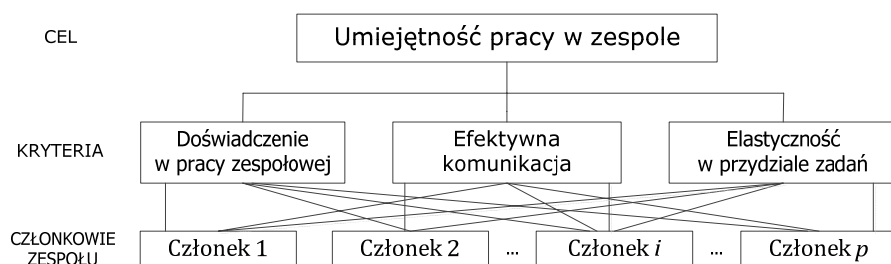 CEL
Umiejętność pracy w zespole
KRYTERIA
Doświadczenie
w pracy zespołowej
Efektywna
komunikacja
Elastyczność
w przydziale zadań
CZŁONKOWIE
ZESPOŁU
Członek 1
Członek 2
...
Członek i
...
Członek p